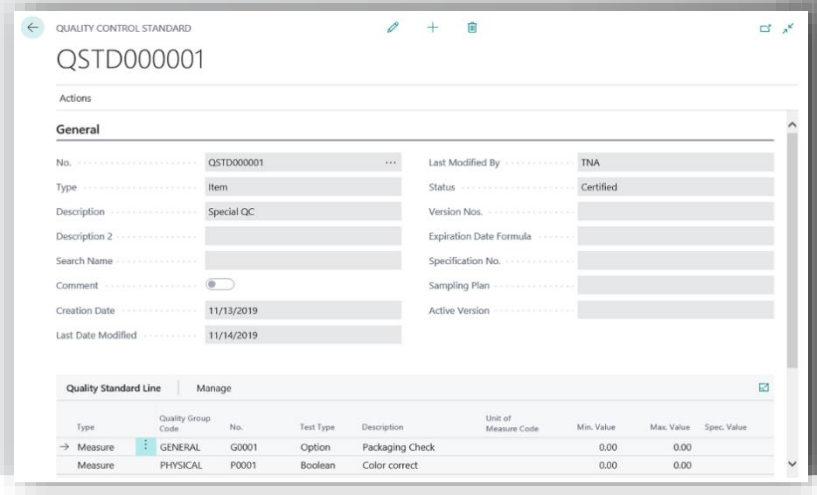 QUALITY CONTROL STANDARD
QSTD000001
Actions
General
No. QSTD000001 ... Last Modified By TNA
Type Item Status Certified
Description Special QC Version Nos.
Description 2 Expiration Date Formula
Search Name Specification No.
Comment Sampling Plan
Creation Date 11/13/2019 Active Version
Last Date Modified 11/14/2019
Quality Standard Line Manage
Type Quality Group Code No. Test Type Description Unit of Measure Code Min. Value Max. Value Spec. Value
Measure GENERAL G0001 Option Packaging Check 0.00 0.00
Measure PHYSICAL P0001 Boolean Color correct 0.00 0.00